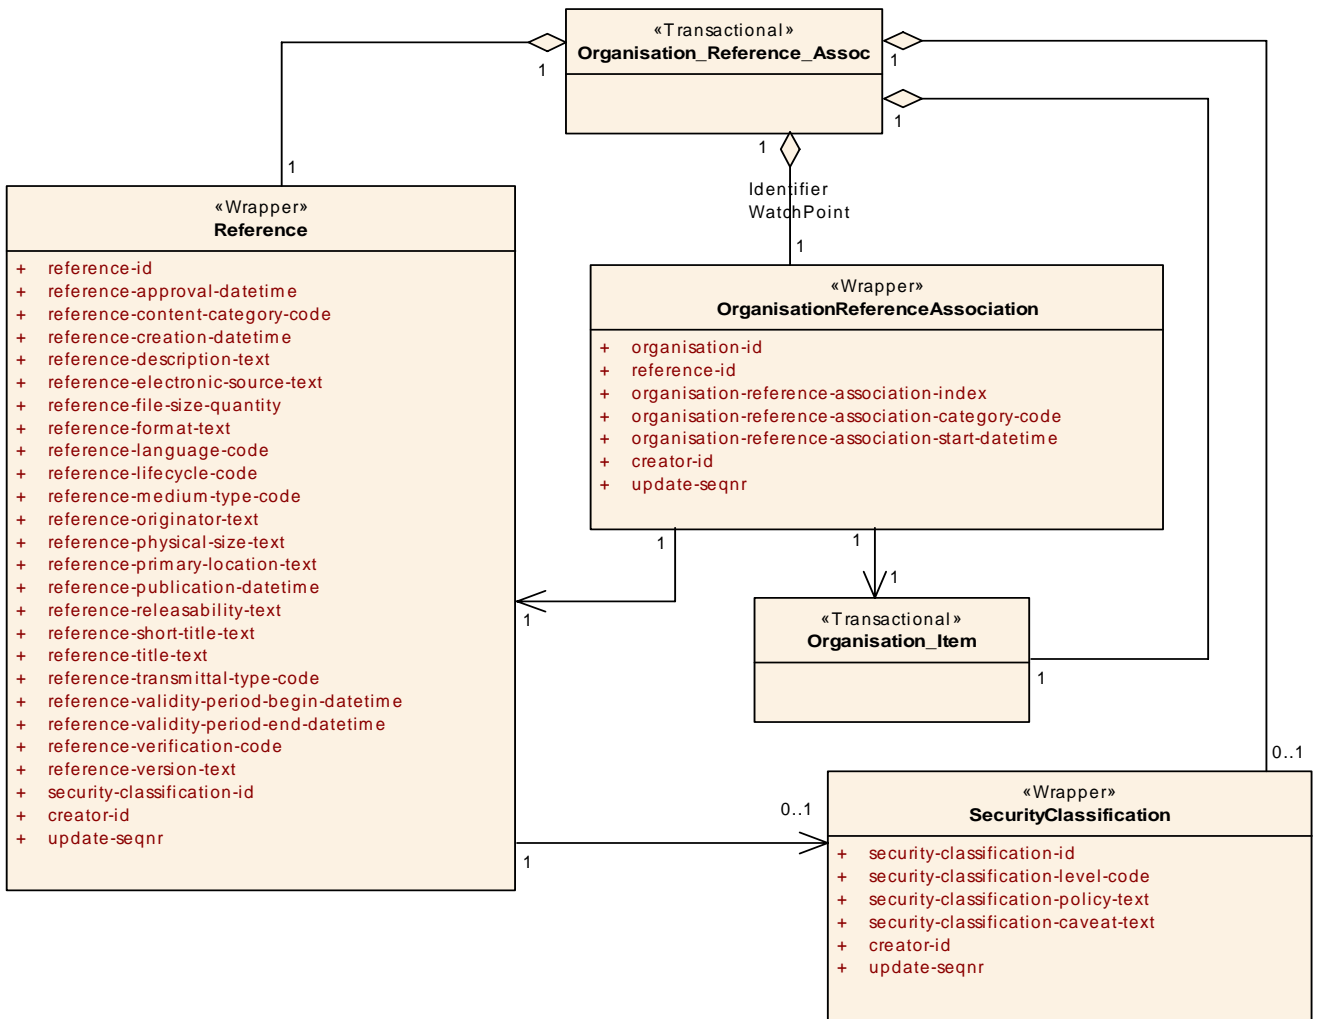 «Transactional»
Organisation_Reference_Assoc
1
1
1
1
Identifier
WatchPoint
1
1
«Wrapper»
Reference
+ reference-id
+ reference-approval-datetime
+ reference-content-category-code
+ reference-creation-datetime
+ reference-description-text
+ reference-electronic-source-text
+ reference-file-size-quantity
+ reference-format-text
+ reference-language-code
+ reference-lifecycle-code
+ reference-medium-type-code
+ reference-originator-text
+ reference-physical-size-text
+ reference-primary-location-text
+ reference-publication-datetime
+ reference-releasability-text
+ reference-short-title-text
+ reference-title-text
+ reference-transmittal-type-code
+ reference-validity-period-begin-datetime
+ reference-validity-period-end-datetime
+ reference-verification-code
+ reference-version-text
+ security-classification-id
+ creator-id
+ update-seqnr
«Wrapper»
OrganisationReferenceAssociation
+ organisation-id
+ reference-id
+ organisation-reference-association-index
+ organisation-reference-association-category-code
+ organisation-reference-association-start-datetime
+ creator-id
+ update-seqnr
1
1
1
1
«Transactional»
Organisation_Item
1
0..1
0..1
1
«Wrapper»
SecurityClassification
+ security-classification-id
+ security-classification-level-code
+ security-classification-policy-text
+ security-classification-caveat-text
+ creator-id
+ update-seqnr